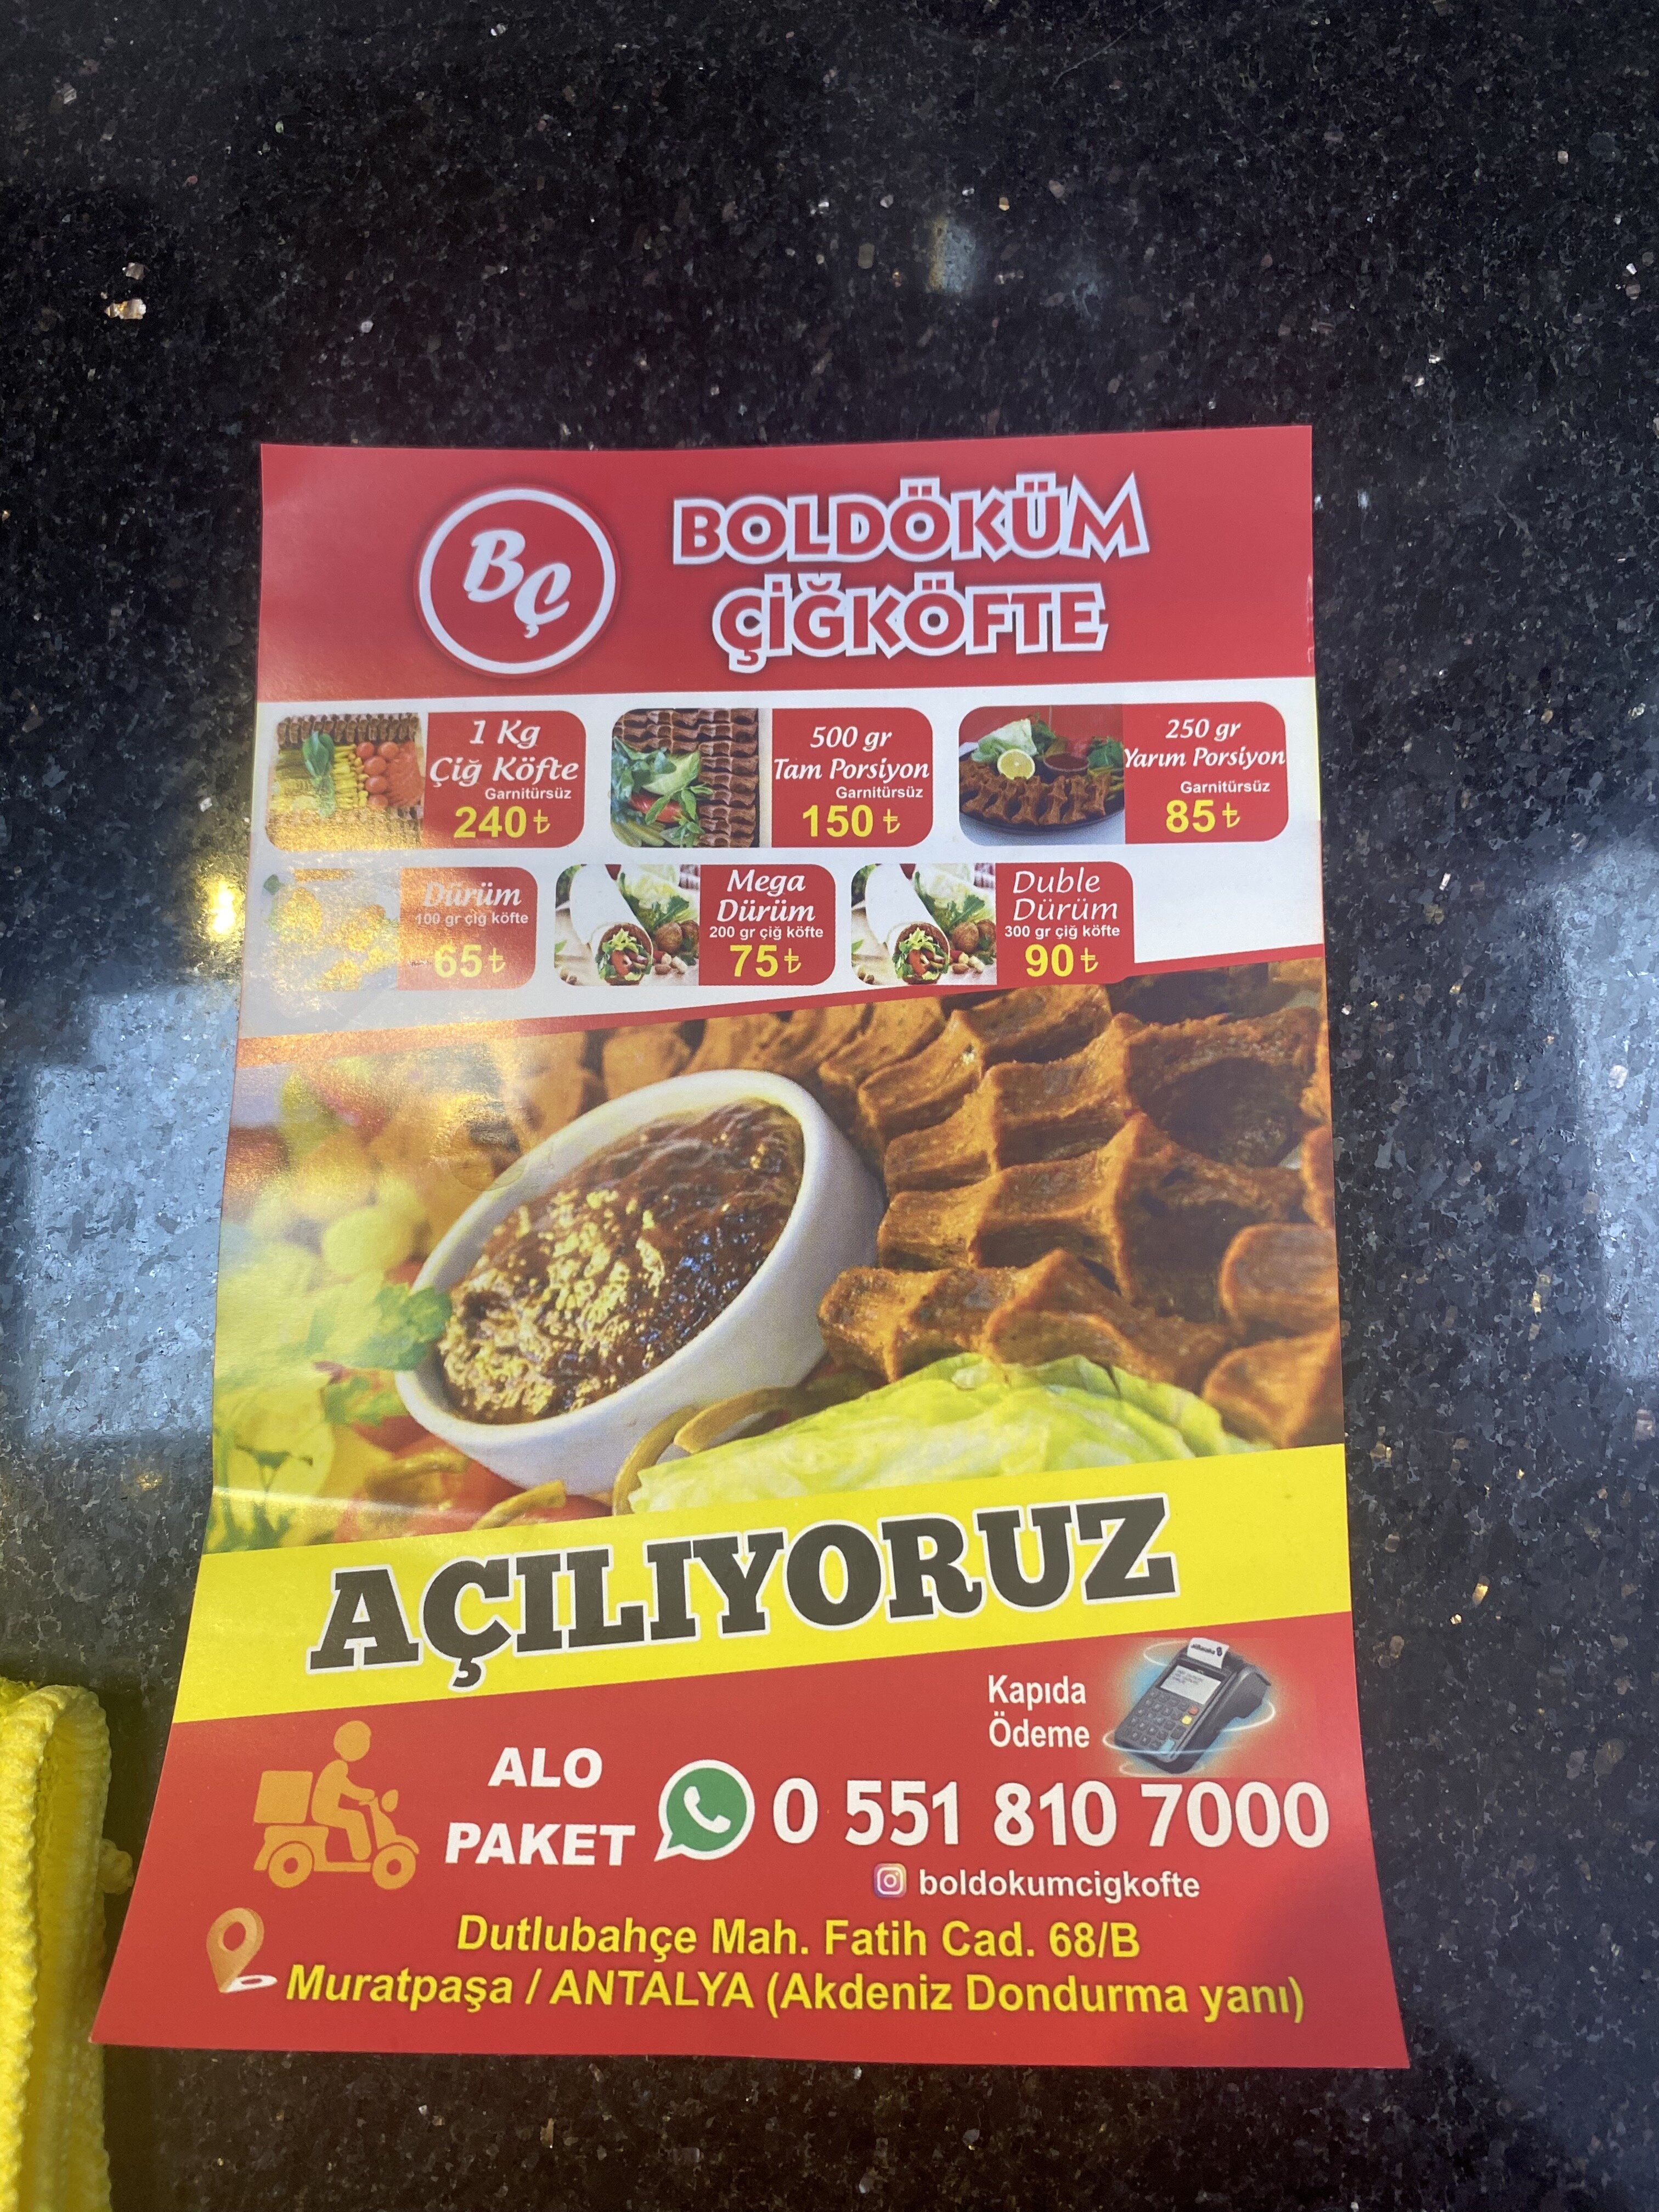 BÇ
BOLDÖKÜM
ÇİĞKÖFTE
1 Kg
Çiğ Köfte
Garnitürsüz
240 ₺
500 gr
Tam Porsiyon
Garnitürsüz
150 ₺
250 gr
Yarım Porsiyon
Garnitürsüz
85 ₺
Dürüm
100 gr çiğ köfte
65 ₺
Mega
Dürüm
200 gr çiğ köfte
75 ₺
Duble
Dürüm
300 gr çiğ köfte
90 ₺
AÇILIYORUZ
Kapıda
Ödeme
ALO
PAKET
0 551 810 7000
boldokumcigkofte
Dutlubahçe Mah. Fatih Cad. 68/B
Muratpaşa / ANTALYA (Akdeniz Dondurma yanı)